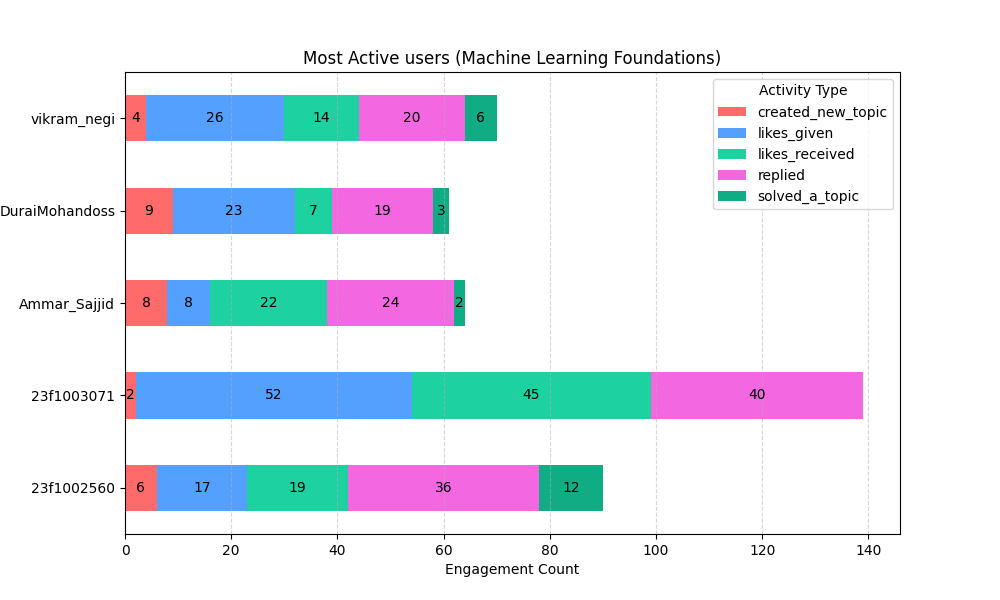 Most Active users (Machine Learning Foundations)
Activity Type
created_new_topic
likes_given
likes_received
replied
solved_a_topic
vikram_negi 4 26 14 20 6
DuraiMohandoss 9 23 7 19 3
Ammar_Sajjid 8 8 22 24 2
23f1003071 2 52 45 40
23f1002560 6 17 19 36 12
0 20 40 60 80 100 120 140
Engagement Count